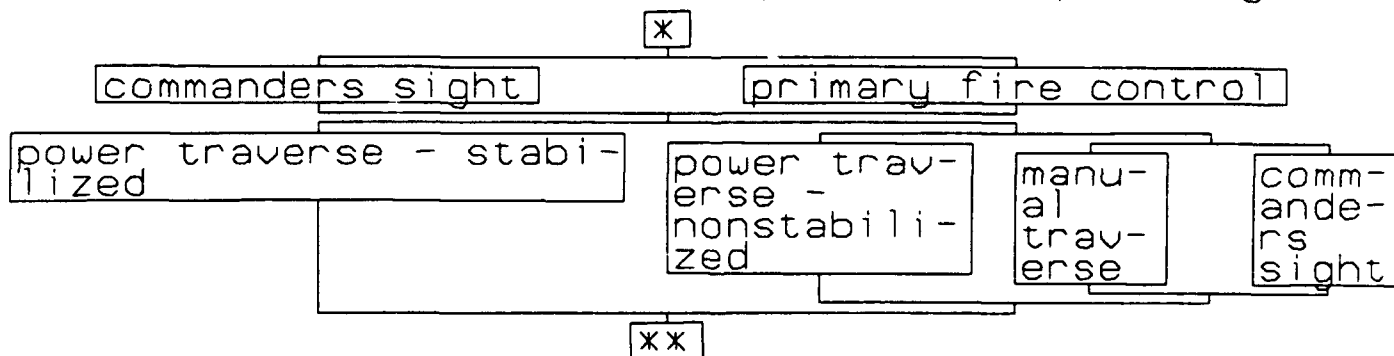 *
commanders sight
primary fire control
power traverse - stabi-
lized
power trav-
erse -
nonstabili-
zed
manu-
al
trav-
erse
comm-
ande-
rs
sight
**